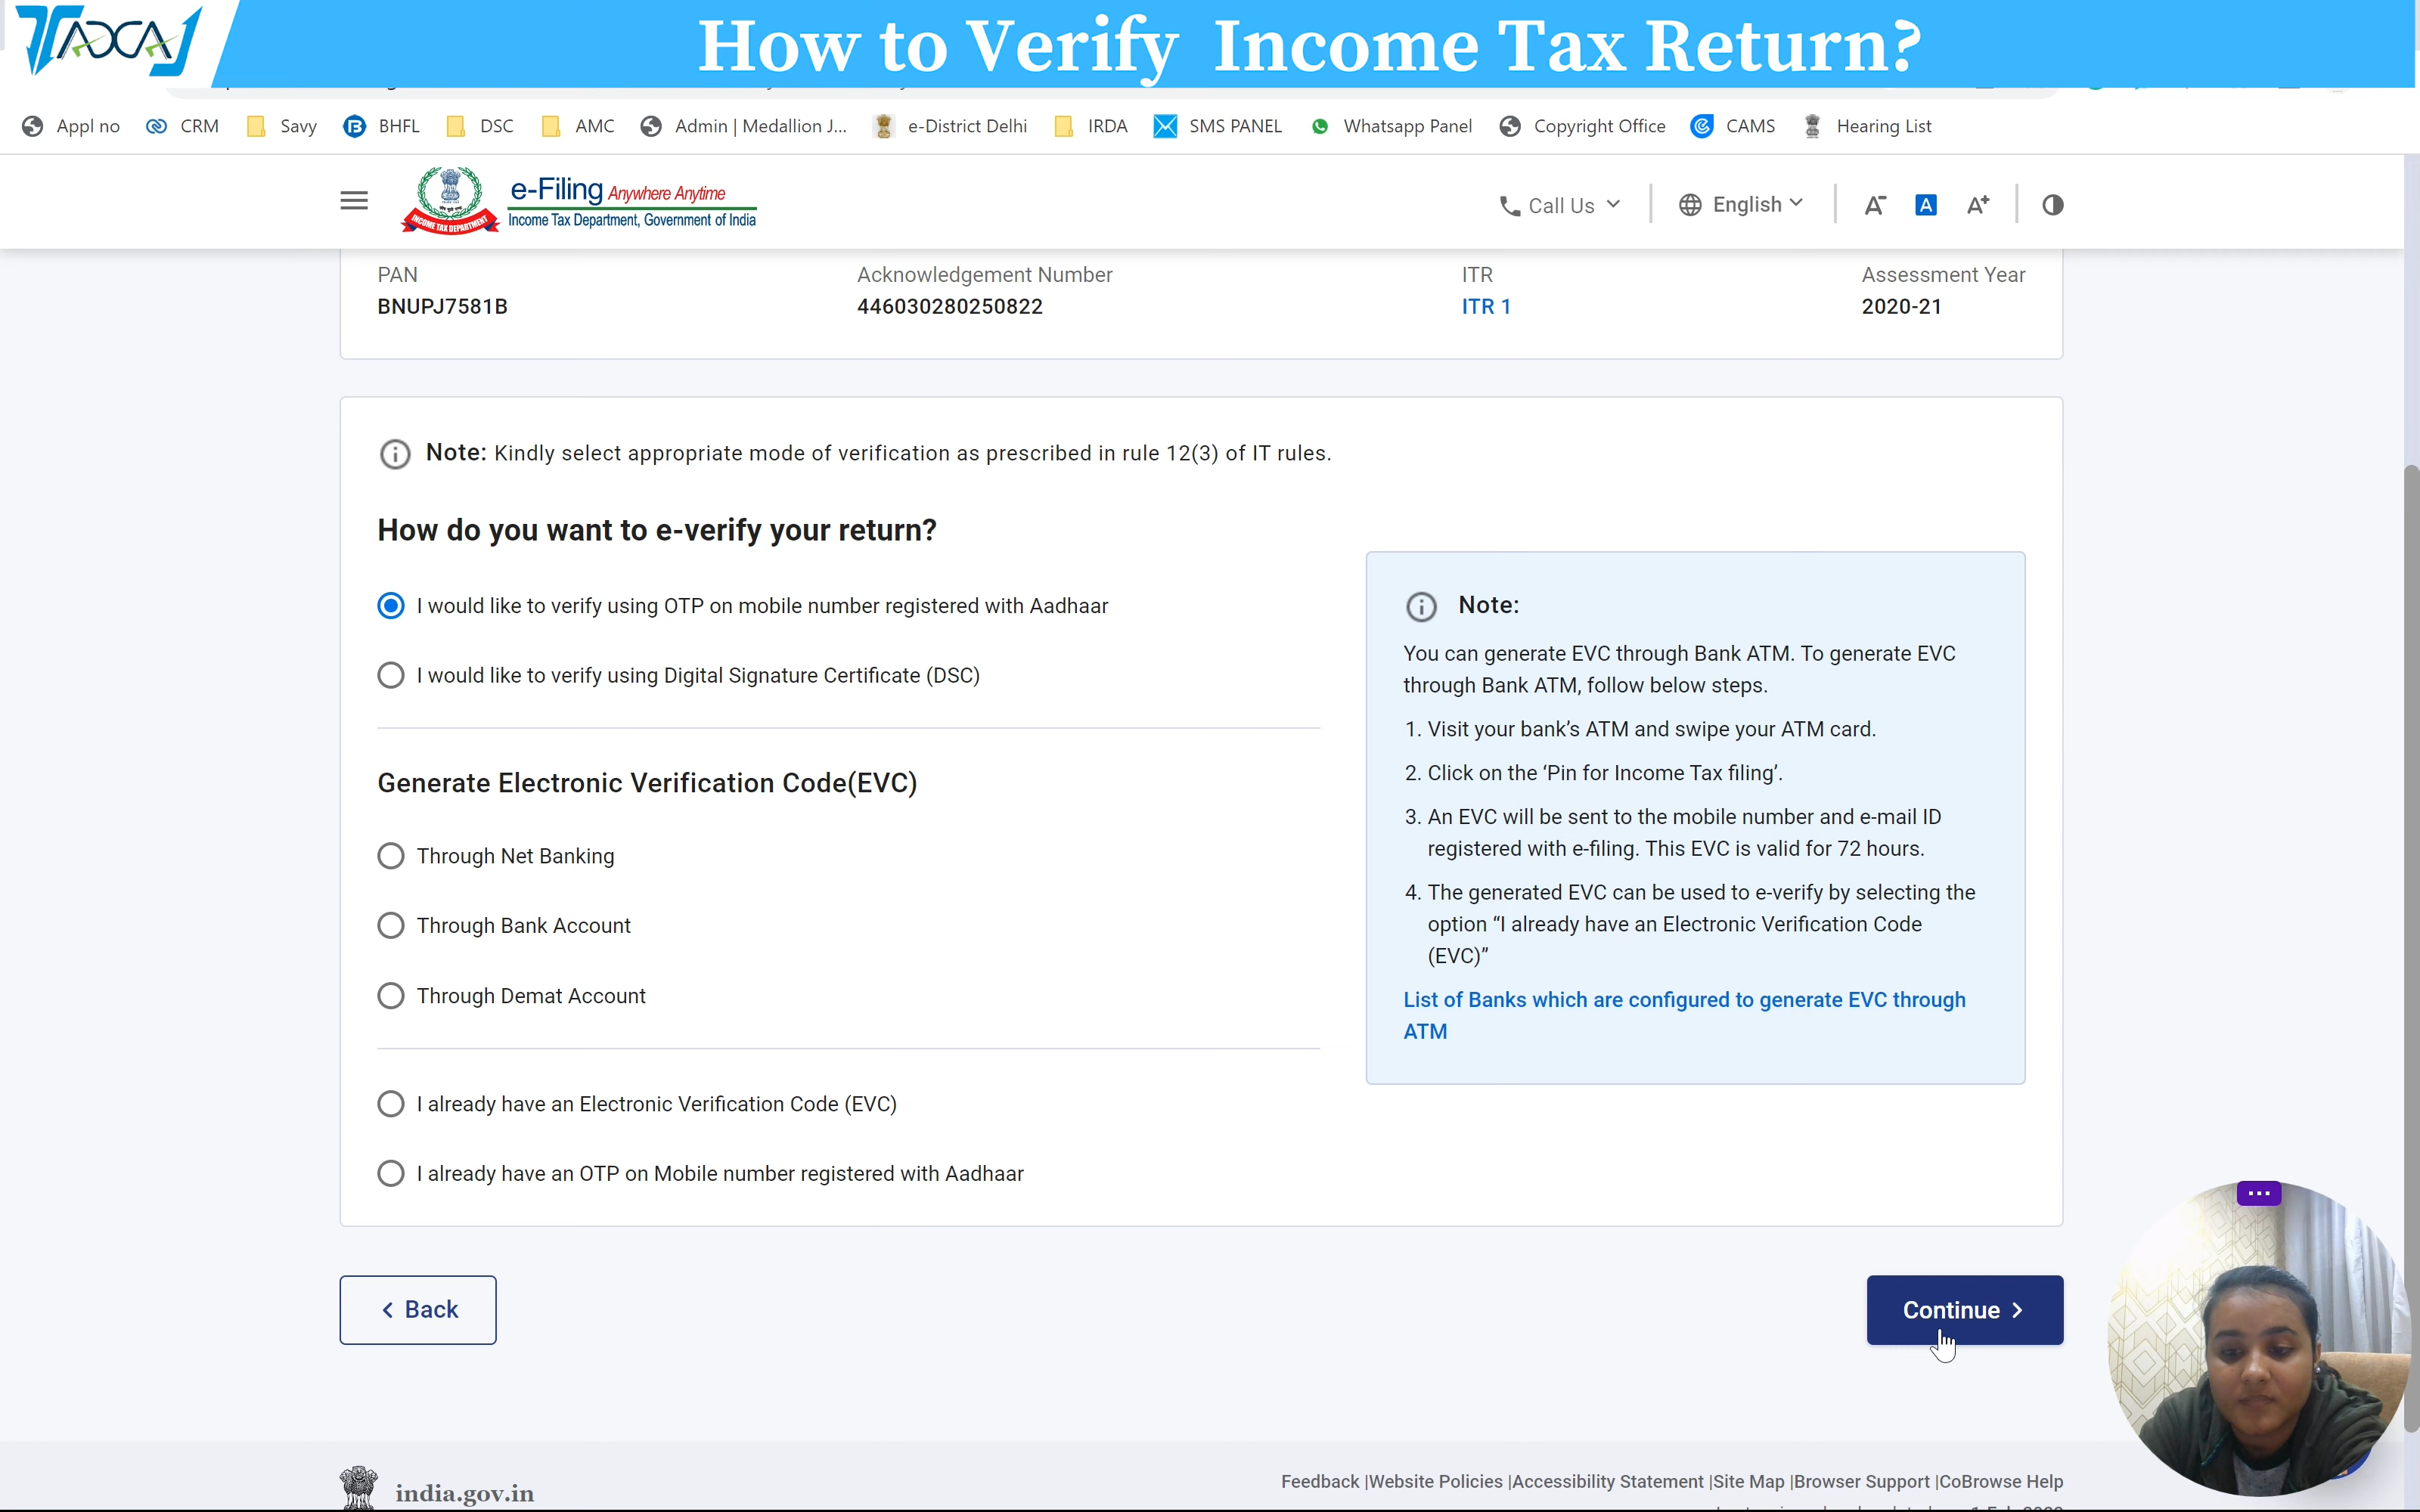 TAXAJ
How to Verify Income Tax Return?
Appl no CRM Savy BHFL DSC AMC Admin | Medallion J... e-District Delhi IRDA SMS PANEL Whatsapp Panel Copyright Office CAMS Hearing List
INCOME TAX DEPARTMENT
e-Filing Anywhere Anytime
Income Tax Department, Government of India
Call Us English A- A A+
PAN Acknowledgement Number ITR Assessment Year
BNUPJ7581B 446030280250822 ITR 1 2020-21
Note: Kindly select appropriate mode of verification as prescribed in rule 12(3) of IT rules.
How do you want to e-verify your return?
I would like to verify using OTP on mobile number registered with Aadhaar
I would like to verify using Digital Signature Certificate (DSC)
Generate Electronic Verification Code(EVC)
Through Net Banking
Through Bank Account
Through Demat Account
I already have an Electronic Verification Code (EVC)
I already have an OTP on Mobile number registered with Aadhaar
Note:
You can generate EVC through Bank ATM. To generate EVC
through Bank ATM, follow below steps.
1. Visit your bank's ATM and swipe your ATM card.
2. Click on the ‘Pin for Income Tax filing’.
3. An EVC will be sent to the mobile number and e-mail ID
registered with e-filing. This EVC is valid for 72 hours.
4. The generated EVC can be used to e-verify by selecting the
option “I already have an Electronic Verification Code
(EVC)”
List of Banks which are configured to generate EVC through
ATM
< Back
Continue >
india.gov.in
Feedback |Website Policies |Accessibility Statement |Site Map |Browser Support |CoBrowse Help